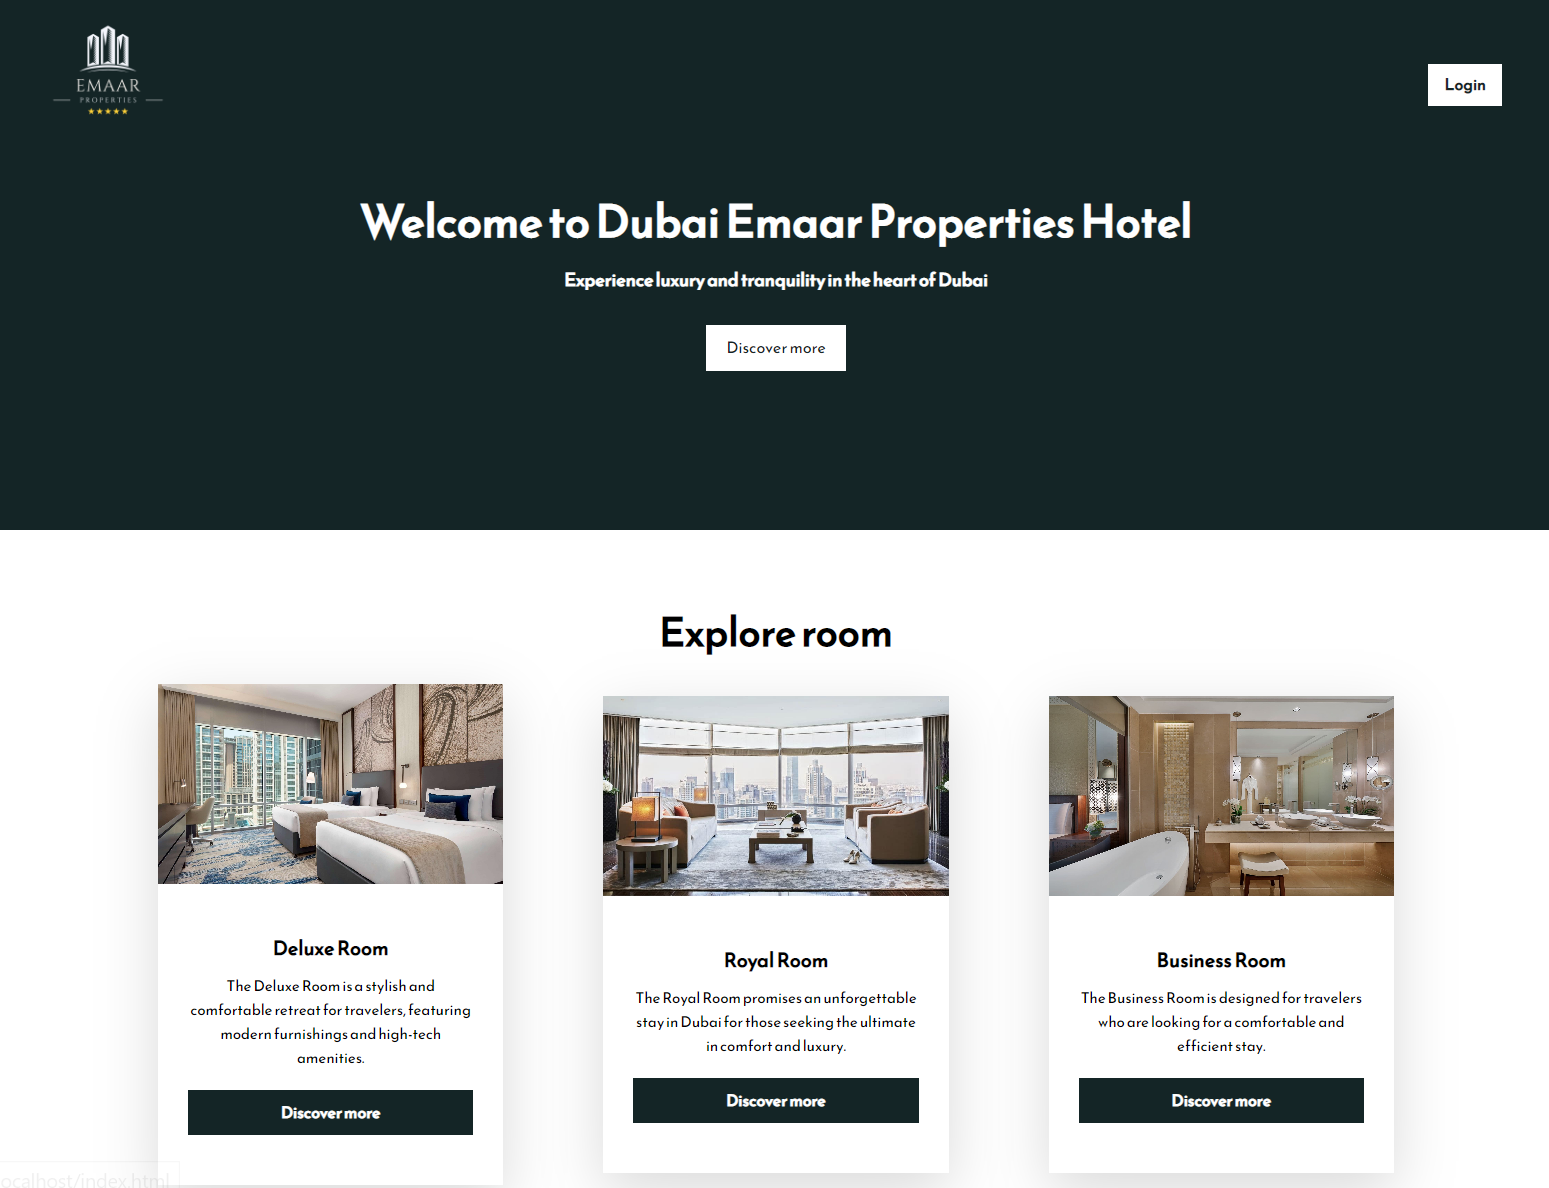 EMAAR
PROPERTIES
Login
Welcome to Dubai Emaar Properties Hotel
Experience luxury and tranquility in the heart of Dubai
Discover more
Explore room
Deluxe Room
The Deluxe Room is a stylish and
comfortable retreat for travelers, featuring
modern furnishings and high-tech
amenities.
Discover more
Royal Room
The Royal Room promises an unforgettable
stay in Dubai for those seeking the ultimate
in comfort and luxury.
Discover more
Business Room
The Business Room is designed for travelers
who are looking for a comfortable and
efficient stay.
Discover more
ocalhost/index.html